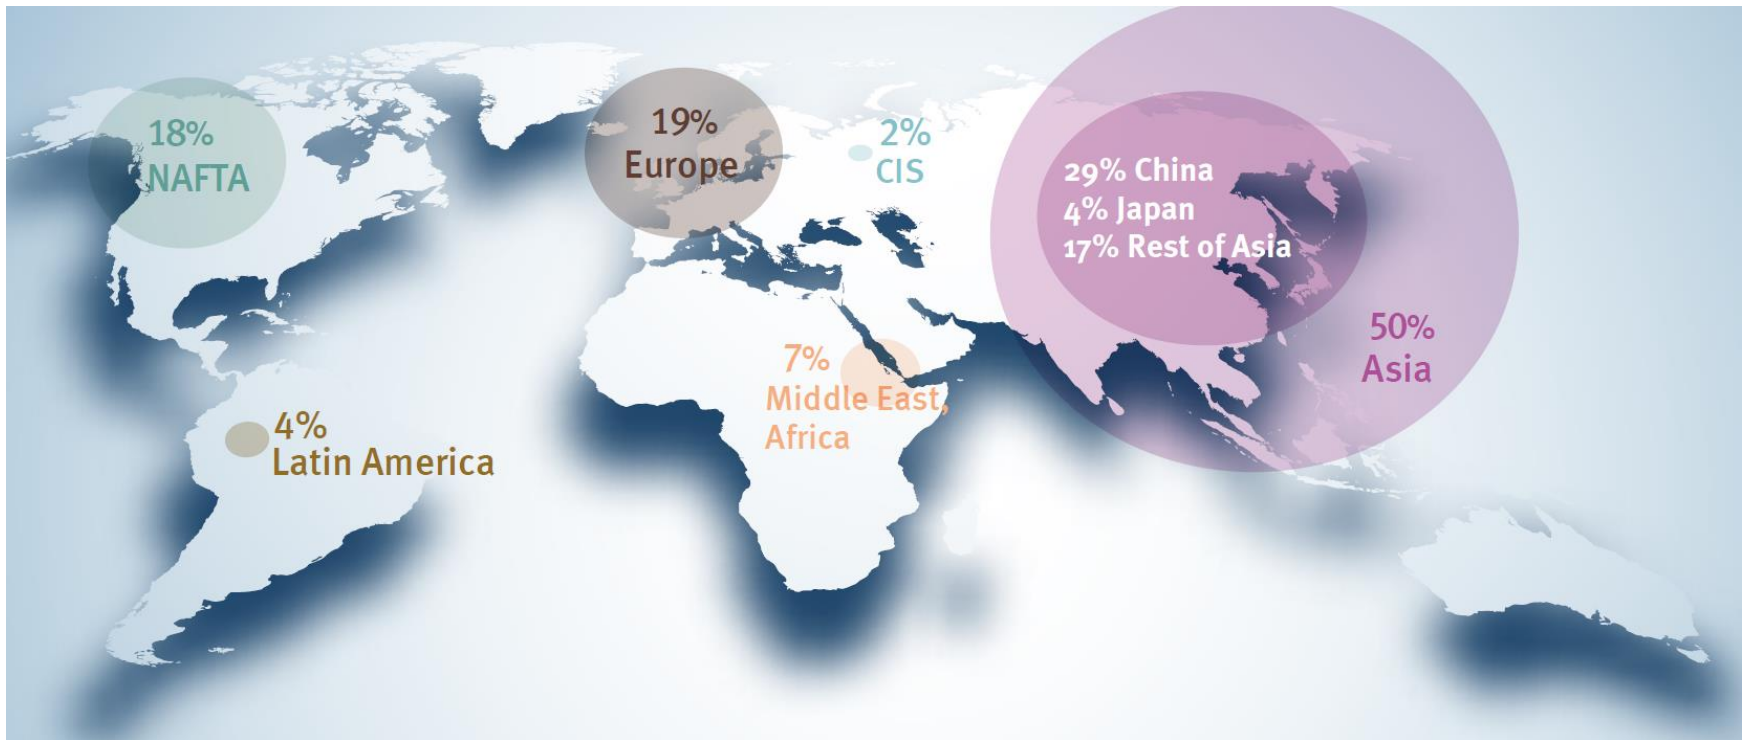 18%
NAFTA
19%
Europe
2%
CIS
29% China
4% Japan
17% Rest of Asia
50%
Asia
7%
Middle East,
Africa
4%
Latin America